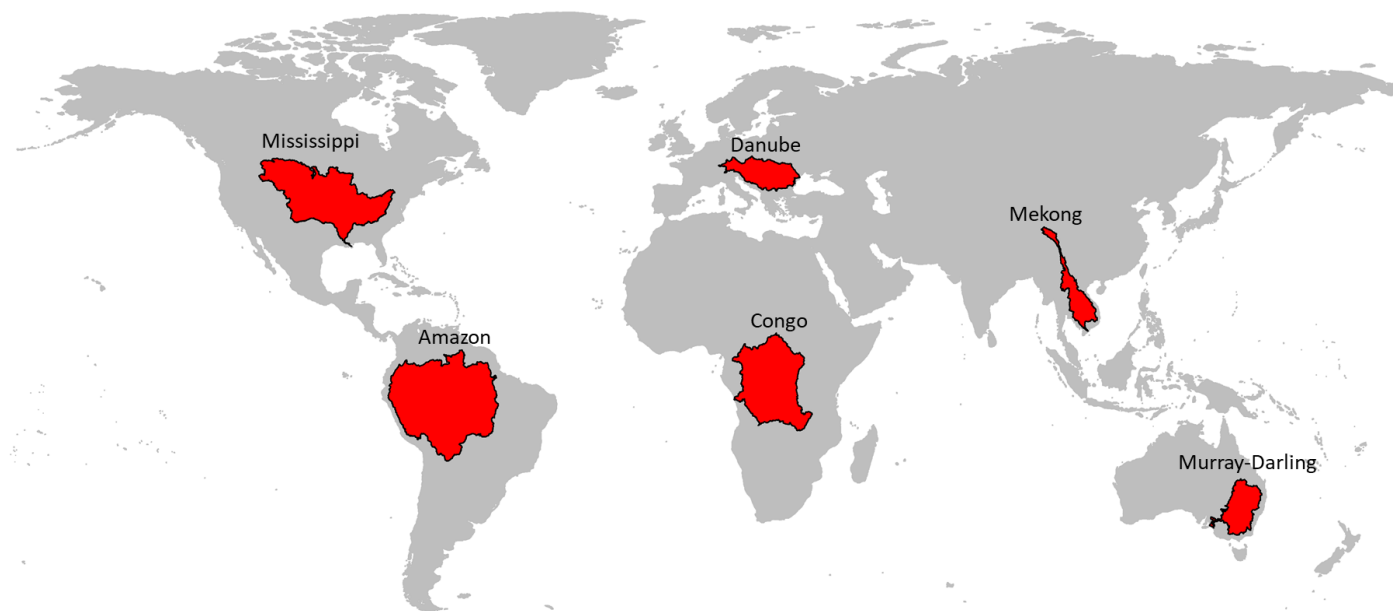 Mississippi
Danube
Mekong
Congo
Amazon
Murray-Darling